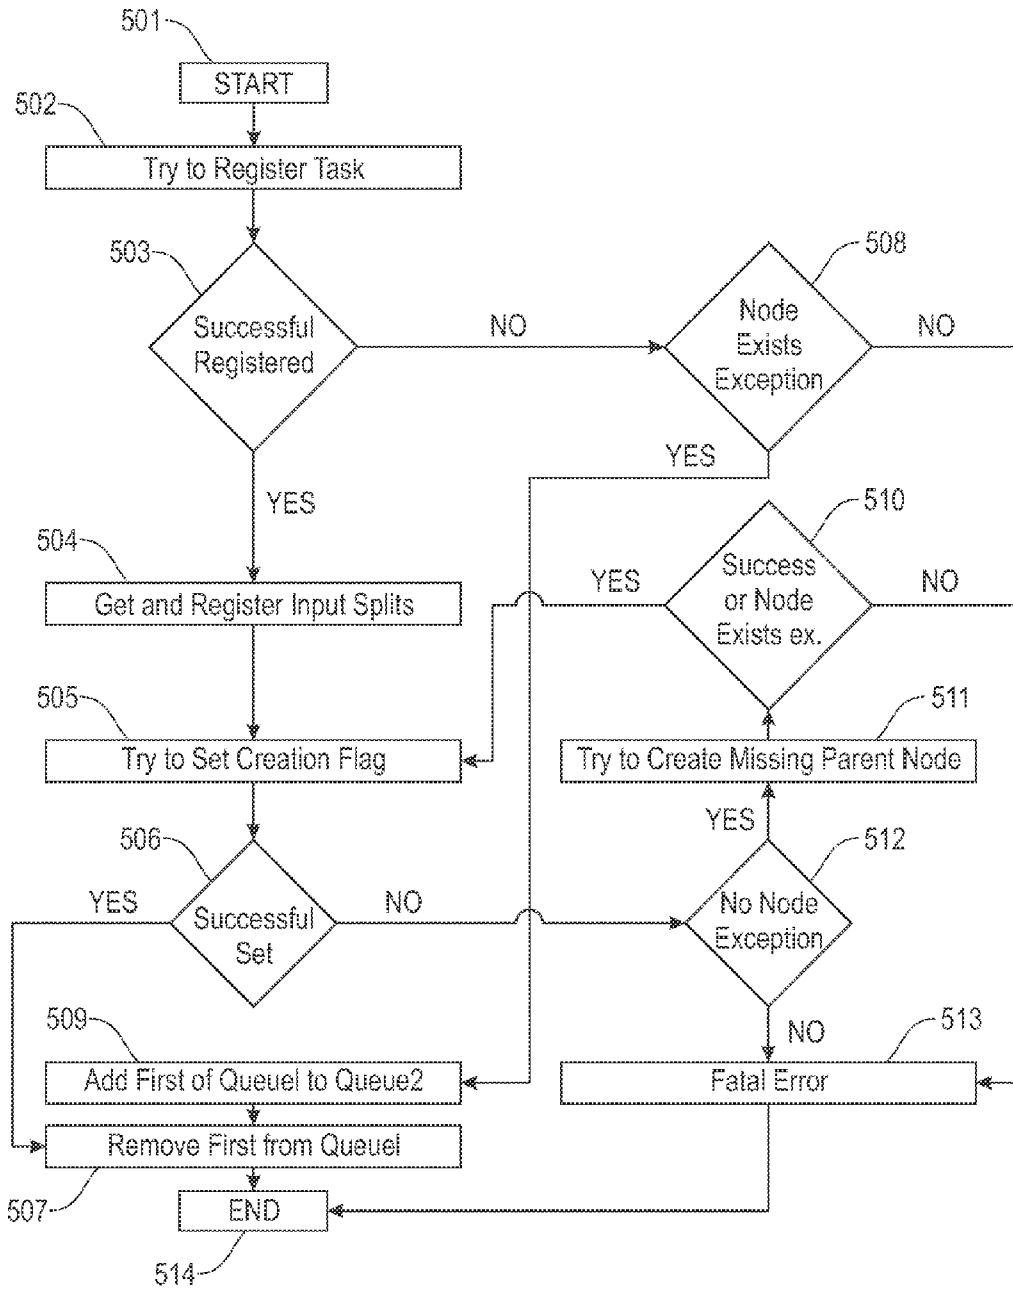 501
START
502
Try to Register Task
503
508
Successful
Registered
NO
Node
Exists
Exception
NO
YES
YES
504
510
Get and Register Input Splits
YES
Success
or Node
Exists ex.
NO
505
511
Try to Set Creation Flag
Try to Create Missing Parent Node
YES
506
512
YES
Successful
Set
NO
No Node
Exception
509
NO
513
Add First of Queuel to Queue2
Fatal Error
Remove First from Queuel
507
END
514